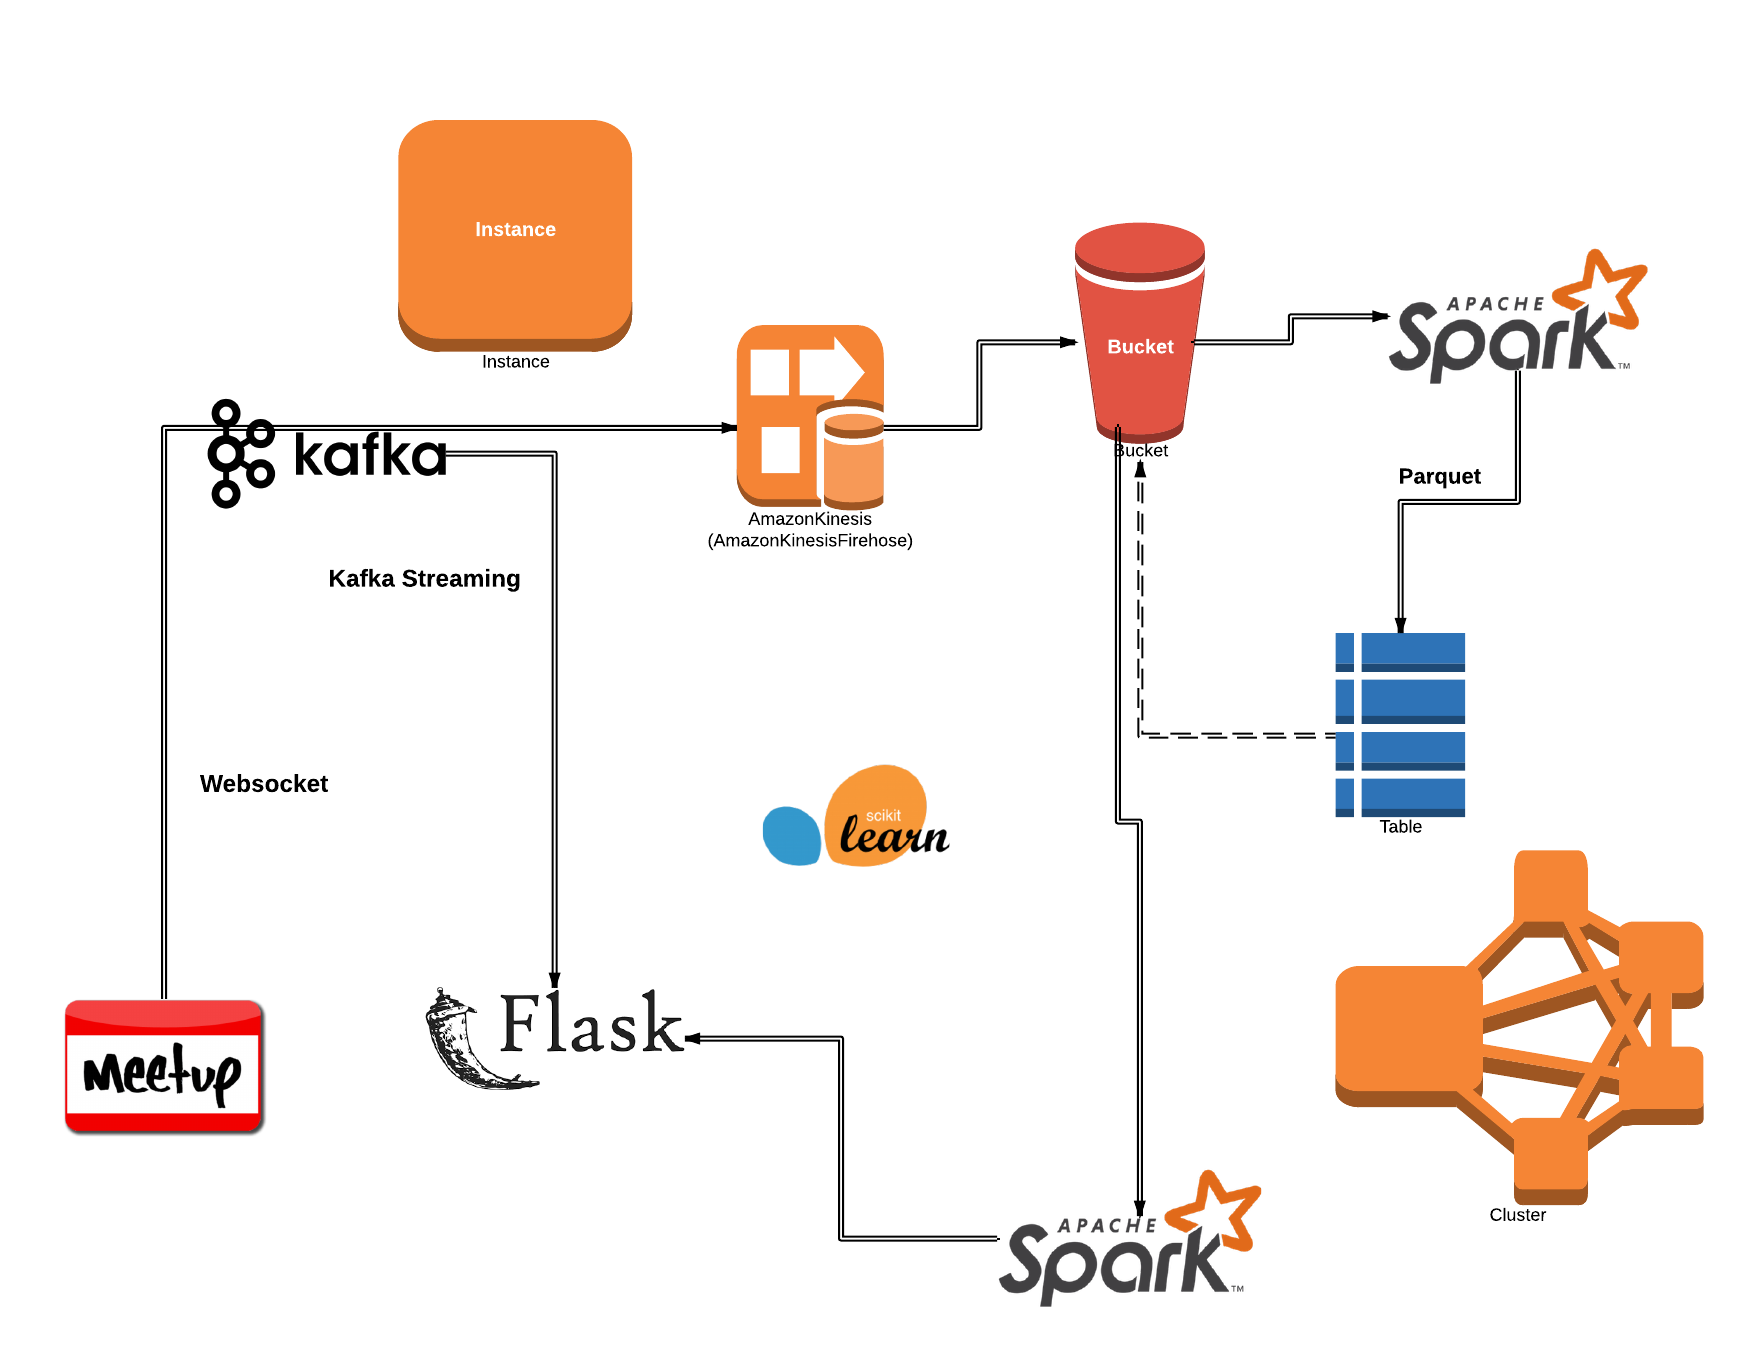 Instance
Instance
Bucket
Bucket
APACHE
Spark™
kafka
Parquet
AmazonKinesis
(AmazonKinesisFirehose)
Kafka Streaming
Websocket
scikit
learn
Table
Meetup
Flask
Cluster
APACHE
Spark™